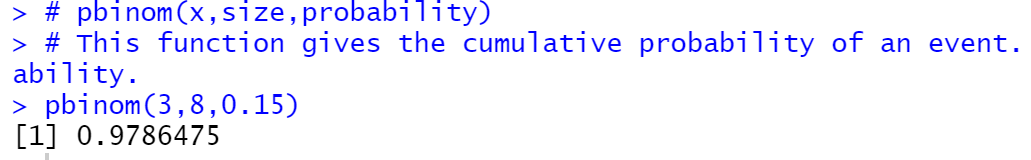 > # pbinom(x,size,probability)
> # This function gives the cumulative probability of an event.
ability.
> pbinom(3,8,0.15)
[1] 0.9786475